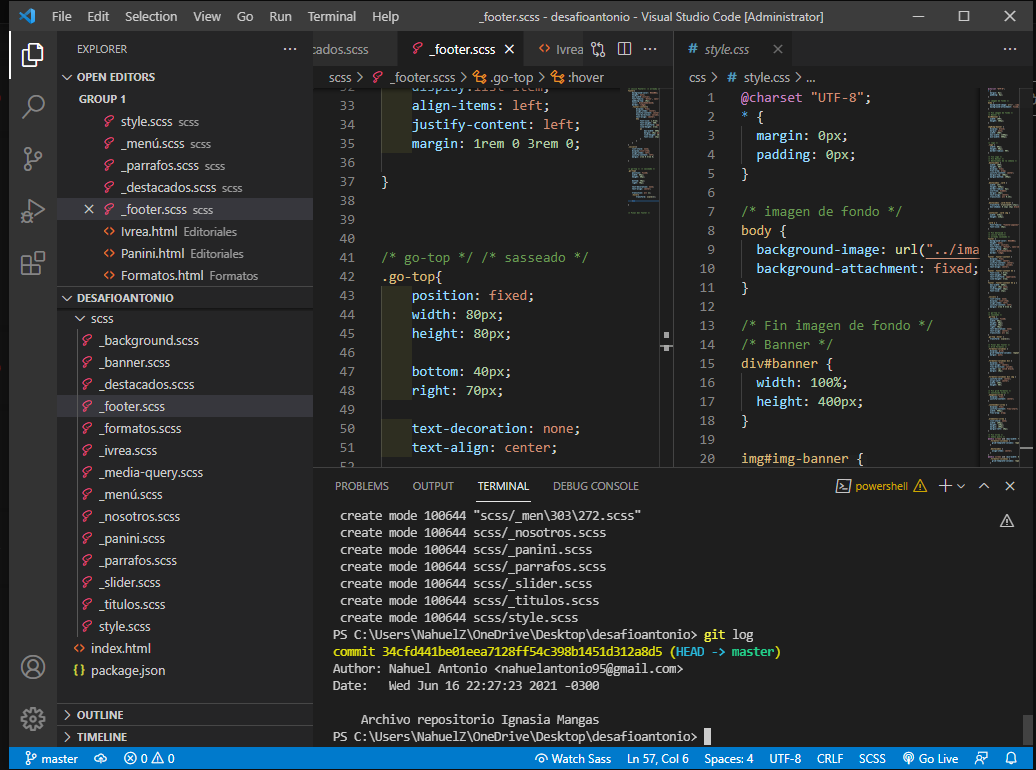 File Edit Selection View Go Run Terminal Help _footer.scss - desafioantonio - Visual Studio Code [Administrator]
EXPLORER
OPEN EDITORS
GROUP 1
style.scss scss
_menú.scss scss
_parrafos.scss scss
_destacados.scss scss
_footer.scss scss
Ivrea.html Editoriales
Panini.html Editoriales
Formatos.html Formatos
DESAFIOANTONIO
scss
_background.scss
_banner.scss
_destacados.scss
_footer.scss
_formatos.scss
_ivrea.scss
_media-query.scss
_menú.scss
_nosotros.scss
_panini.scss
_parrafos.scss
_slider.scss
_titulos.scss
style.scss
index.html
package.json
OUTLINE
TIMELINE
cados.scss _footer.scss Ivrea
scss > _footer.scss > .go-top > :hover
32 display:list-item;
33 align-items: left;
34 justify-content: left;
35 margin: 1rem 0 3rem 0;
36
37 }
38
39
40
41 /* go-top */ /* sasseado */
42 .go-top{
43 position: fixed;
44 width: 80px;
45 height: 80px;
46
47 bottom: 40px;
48 right: 70px;
49
50 text-decoration: none;
51 text-align: center;
52
style.css
css > # style.css > ...
1 @charset "UTF-8";
2 * {
3 margin: 0px;
4 padding: 0px;
5 }
6
7 /* imagen de fondo */
8 body {
9 background-image: url("../ima
10 background-attachment: fixed;
11 }
12
13 /* Fin imagen de fondo */
14 /* Banner */
15 div#banner {
16 width: 100%;
17 height: 400px;
18 }
19
20 img#img-banner {
PROBLEMS OUTPUT TERMINAL DEBUG CONSOLE powershell
create mode 100644 "scss/_men\303\272.scss"
create mode 100644 scss/_nosotros.scss
create mode 100644 scss/_panini.scss
create mode 100644 scss/_parrafos.scss
create mode 100644 scss/_slider.scss
create mode 100644 scss/_titulos.scss
create mode 100644 scss/style.scss
PS C:\Users\NahuelZ\OneDrive\Desktop\desafioantonio> git log
commit 34cfd441be01eea7128ff54c398b1451d312a8d5 (HEAD -> master)
Author: Nahuel Antonio <nahuelantonio95@gmail.com>
Date: Wed Jun 16 22:27:23 2021 -0300
Archivo repositorio Ignasia Mangas
PS C:\Users\NahuelZ\OneDrive\Desktop\desafioantonio>
master 0 0 Watch Sass Ln 57, Col 6 Spaces: 4 UTF-8 CRLF SCSS Go Live